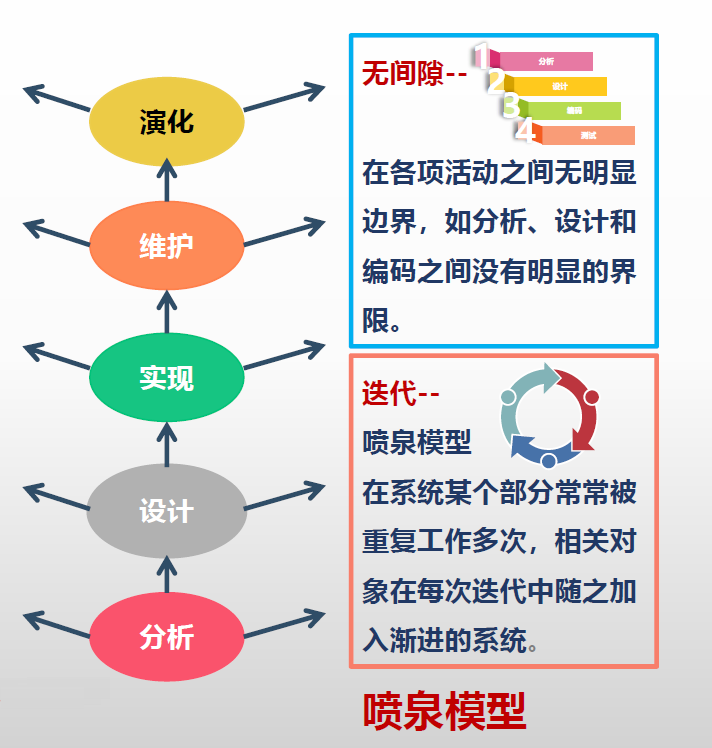 演化
维护
实现
设计
分析
无间隙--
1 分析
2 设计
3 编码
4 测试
在各项活动之间无明显
边界，如分析、设计和
编码之间没有明显的界
限。
迭代--
喷泉模型
在系统某个部分常常被
重复工作多次，相关对
象在每次迭代中随之加
入渐进的系统。
喷泉模型